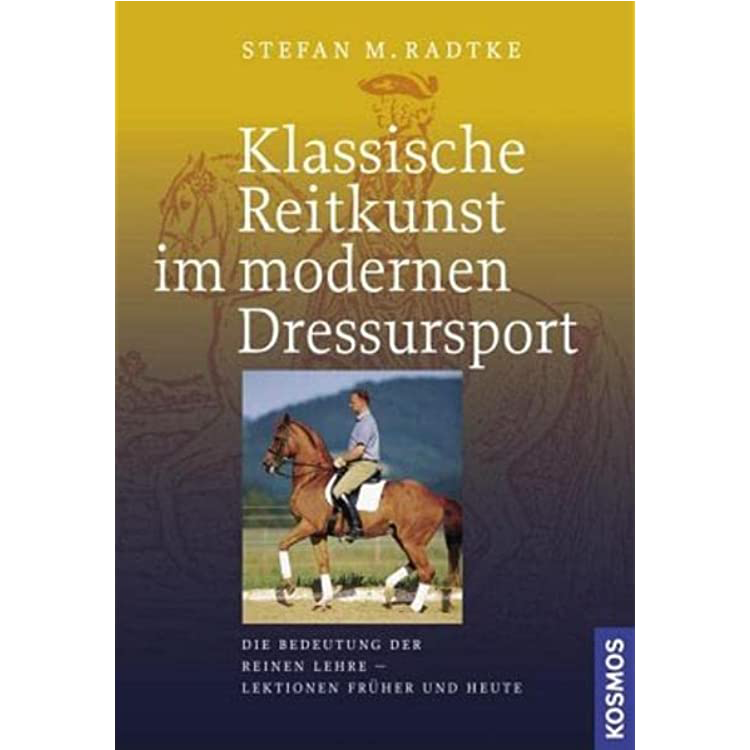 STEFAN M. RADTKE
Klassische
Reitkunst
im modernen
Dressursport
DIE BEDEUTUNG DER
REINEN LEHRE –
LEKTIONEN FRÜHER UND HEUTE
KOSMOS